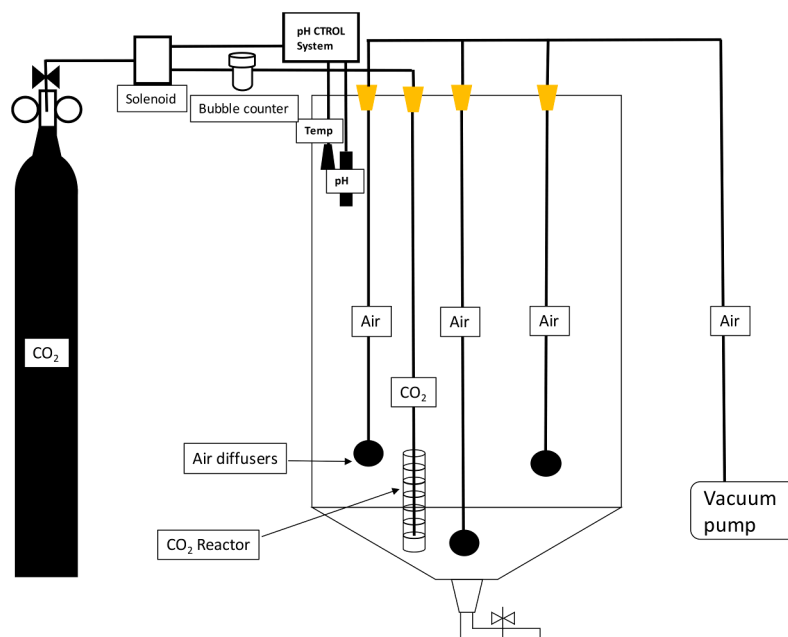 pH CTROL
System
Solenoid
Bubble counter
Temp
pH
Air
Air
Air
Air
CO₂
CO₂
Air diffusers
Vacuum
pump
CO₂ Reactor